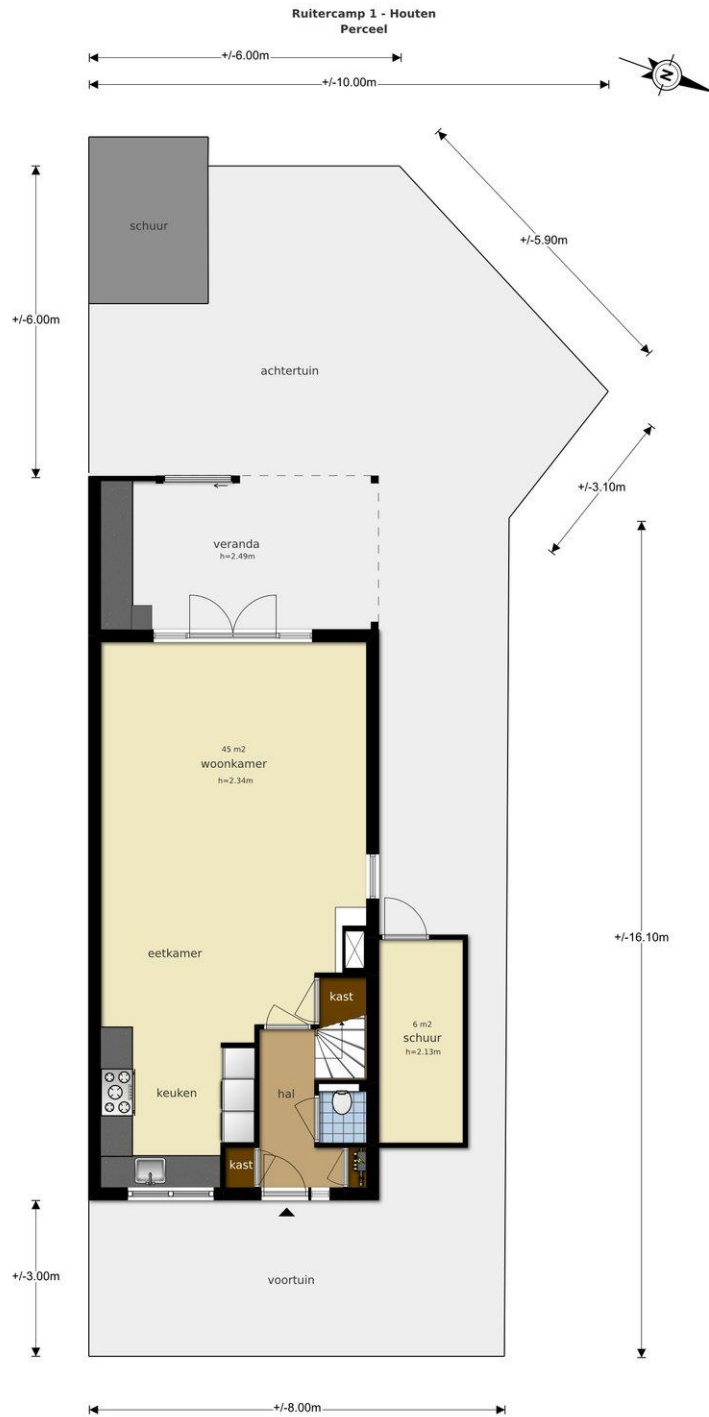 Ruitercamp 1 - Houten
Perceel
+/-6.00m
+/-10.00m
N
schuur
+/-5.90m
+/-6.00m
achtertuin
+/-3.10m
veranda
h=2.49m
45 m2
woonkamer
h=2.34m
+/-16.10m
eetkamer
kast
6 m2
schuur
h=2.13m
keuken
hal
kast
+/-3.00m
voortuin
+/-8.00m